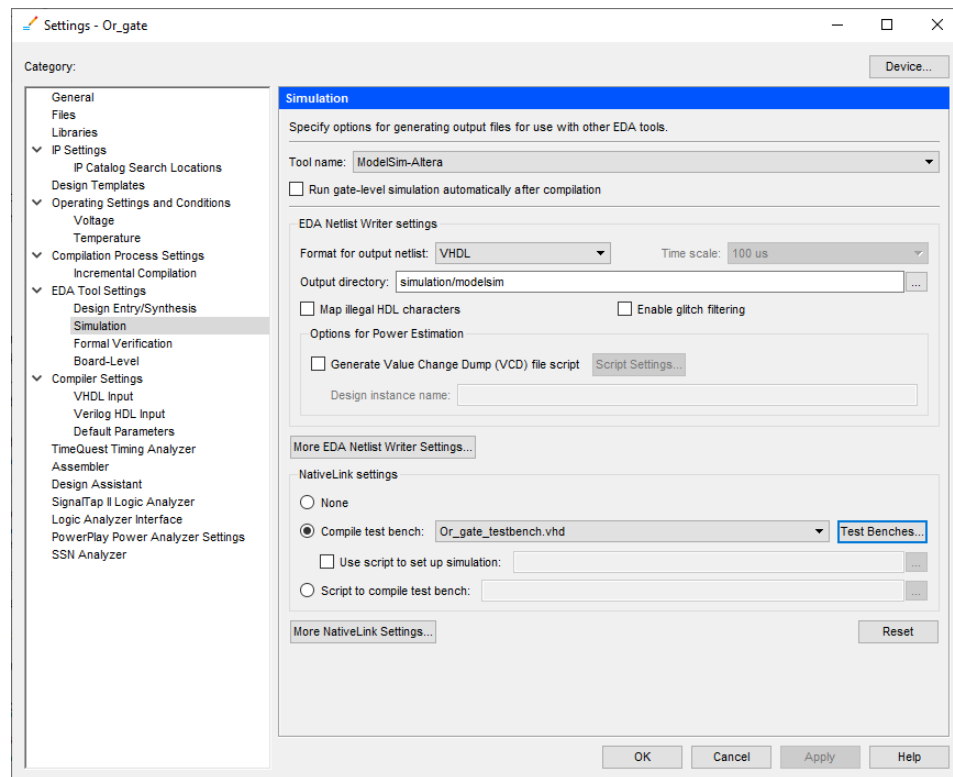 Settings - Or_gate
Category:
Device...
General
Files
Libraries
IP Settings
IP Catalog Search Locations
Design Templates
Operating Settings and Conditions
Voltage
Temperature
Compilation Process Settings
Incremental Compilation
EDA Tool Settings
Design Entry/Synthesis
Simulation
Formal Verification
Board-Level
Compiler Settings
VHDL Input
Verilog HDL Input
Default Parameters
TimeQuest Timing Analyzer
Assembler
Design Assistant
SignalTap II Logic Analyzer
Logic Analyzer Interface
PowerPlay Power Analyzer Settings
SSN Analyzer
Simulation
Specify options for generating output files for use with other EDA tools.
Tool name: ModelSim-Altera
Run gate-level simulation automatically after compilation
EDA Netlist Writer settings
Format for output netlist: VHDL Time scale: 100 us
Output directory: simulation/modelsim ...
Map illegal HDL characters Enable glitch filtering
Options for Power Estimation
Generate Value Change Dump (VCD) file script Script Settings...
Design instance name:
More EDA Netlist Writer Settings...
NativeLink settings
None
Compile test bench: Or_gate_testbench.vhd Test Benches...
Use script to set up simulation: ...
Script to compile test bench: ...
More NativeLink Settings... Reset
OK Cancel Apply Help